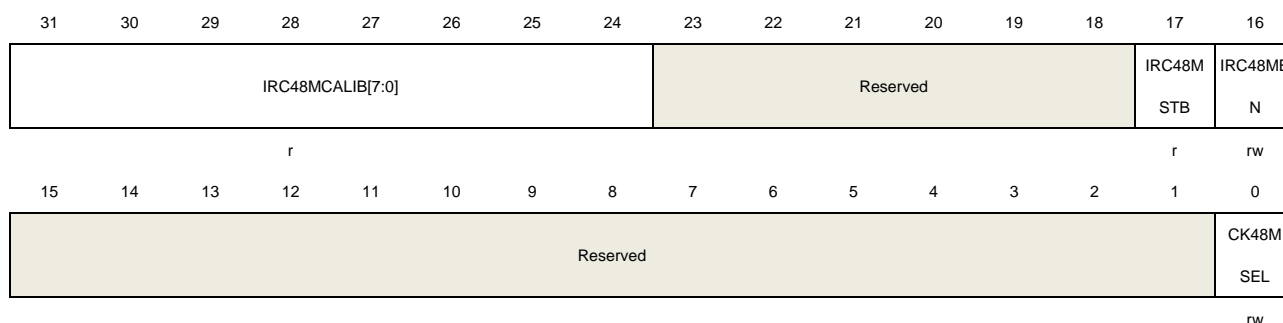 31 30 29 28 27 26 25 24 23 22 21 20 19 18 17 16
IRC48MCALIB[7:0] Reserved IRC48M IRC48ME
STB N
r r rw
15 14 13 12 11 10 9 8 7 6 5 4 3 2 1 0
Reserved CK48M
SEL
rw